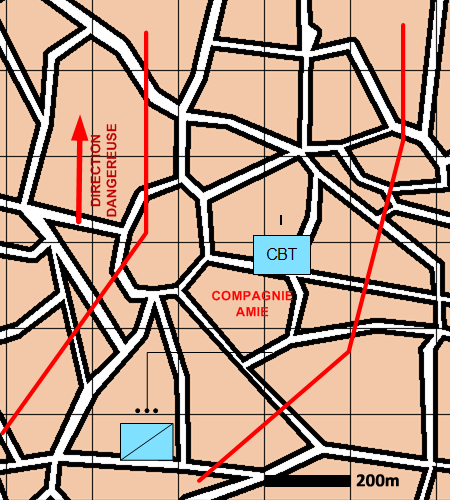 DIRECTION
DANGEREUSE
I
CBT
COMPAGNIE
AMIE
200m